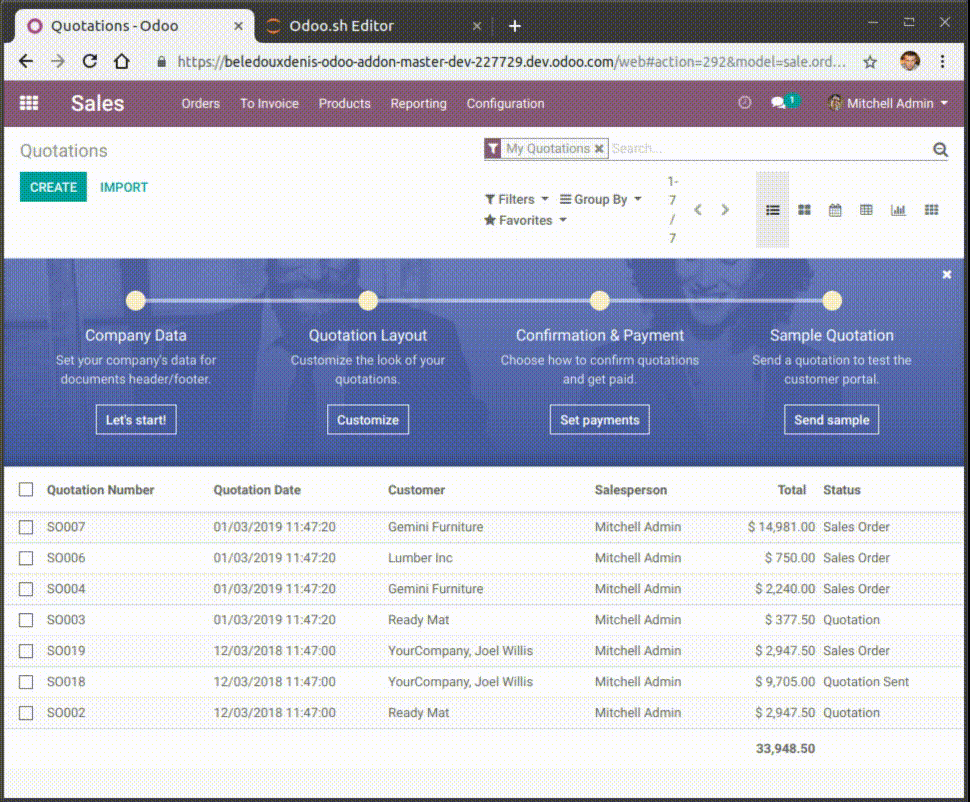 Quotations - Odoo
Odoo.sh Editor
https://beledouxdenis-odoo-addon-master-dev-227729.dev.odoo.com/web#action=292&model=sale.ord...
Sales Orders To Invoice Products Reporting Configuration 1 Mitchell Admin
Quotations
My Quotations Search...
CREATE IMPORT
Filters Group By Favorites
1-
7
/
7
Company Data
Set your company's data for
documents header/footer.
Let's start!
Quotation Layout
Customize the look of your
quotations.
Customize
Confirmation & Payment
Choose how to confirm quotations
and get paid.
Set payments
Sample Quotation
Send a quotation to test the
customer portal.
Send sample
Quotation Number Quotation Date Customer Salesperson Total Status
SO007 01/03/2019 11:47:20 Gemini Furniture Mitchell Admin $ 14,981.00 Sales Order
SO006 01/03/2019 11:47:20 Lumber Inc Mitchell Admin $ 750.00 Sales Order
SO004 01/03/2019 11:47:20 Gemini Furniture Mitchell Admin $ 2,240.00 Sales Order
SO003 01/03/2019 11:47:20 Ready Mat Mitchell Admin $ 377.50 Quotation
SO019 12/03/2018 11:47:00 YourCompany, Joel Willis Mitchell Admin $ 2,947.50 Sales Order
SO018 12/03/2018 11:47:00 YourCompany, Joel Willis Mitchell Admin $ 9,705.00 Quotation Sent
SO002 12/03/2018 11:47:00 Ready Mat Mitchell Admin $ 2,947.50 Quotation
33,948.50